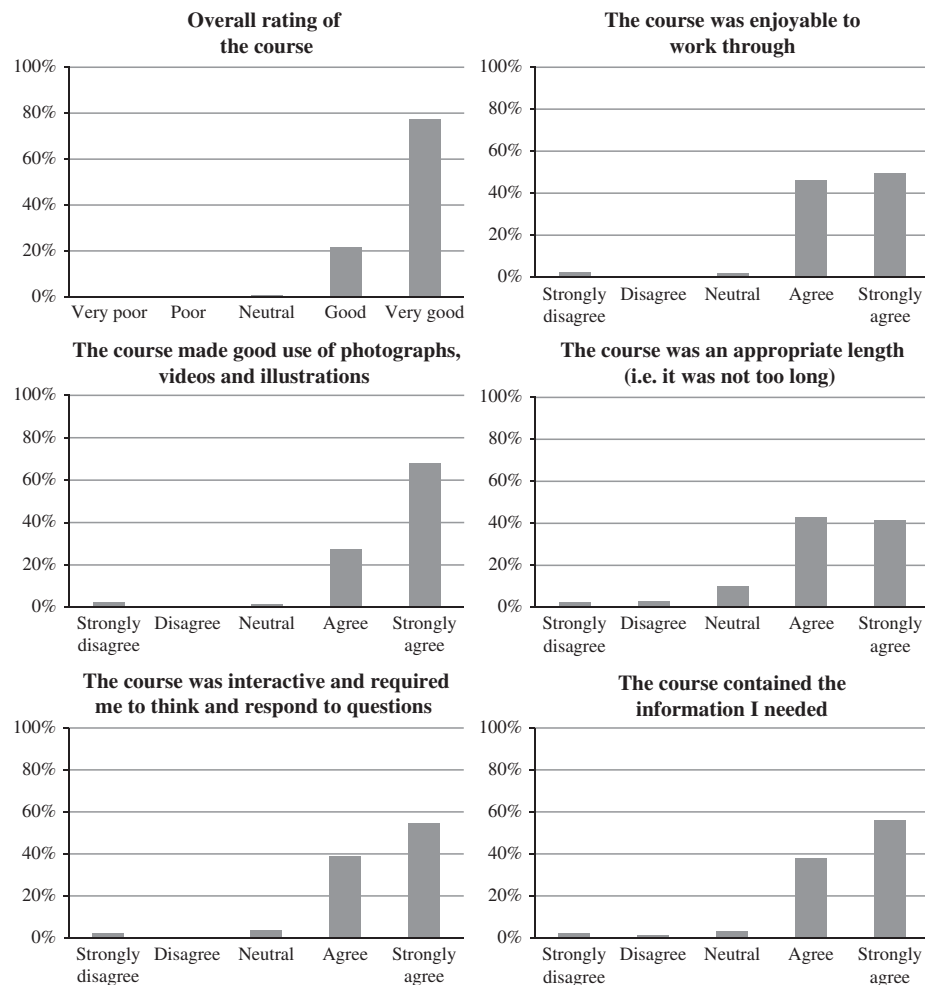 Overall rating of
the course
100%
80%
60%
40%
20%
0%
Very poor Poor Neutral Good Very good
The course was enjoyable to
work through
100%
80%
60%
40%
20%
0%
Strongly Disagree Neutral Agree Strongly
disagree agree
The course made good use of photographs,
videos and illustrations
100%
80%
60%
40%
20%
0%
Strongly Disagree Neutral Agree Strongly
disagree agree
The course was an appropriate length
(i.e. it was not too long)
100%
80%
60%
40%
20%
0%
Strongly Disagree Neutral Agree Strongly
disagree agree
The course was interactive and required
me to think and respond to questions
100%
80%
60%
40%
20%
0%
Strongly Disagree Neutral Agree Strongly
disagree agree
The course contained the
information I needed
100%
80%
60%
40%
20%
0%
Strongly Disagree Neutral Agree Strongly
disagree agree